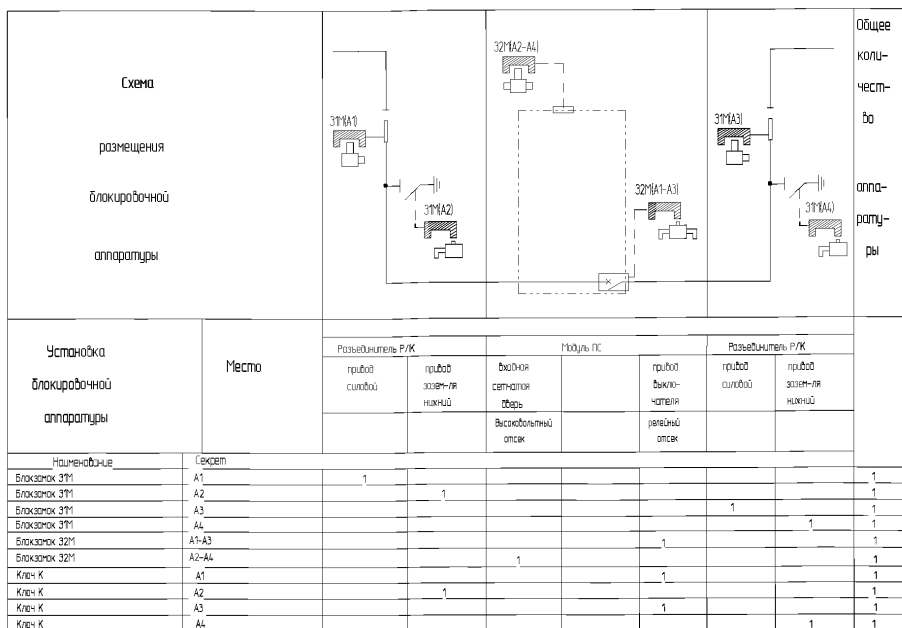 Схема
размещения
блокировочной
аппаратуры
31М(А1)
31М(А2)
32М(А2-А4)
32М(А1-А3)
31М(А3)
31М(А4)
Общее
коли-
чест-
во
аппа-
рату-
ры
Установка
блокировочной
аппаратуры
Место
Разъединитель Р/К
Модуль ПС
Разъединитель Р/К
привод
силовой
привод
зазем-ля
нижний
входная
сетчатая
дверь
привод
выклю-
чателя
привод
силовой
привод
зазем-ля
нижний
Высоковольтный
отсек
релейный
отсек
Наименование Секрет
Блокзамок 31М А1 1 1
Блокзамок 31М А2 1 1
Блокзамок 31М А3 1 1
Блокзамок 31М А4 1 1
Блокзамок 32М А1-А3 1 1
Блокзамок 32М А2-А4 1 1
Ключ К А1 1 1
Ключ К А2 1 1
Ключ К А3 1 1
Ключ К А4 1 1